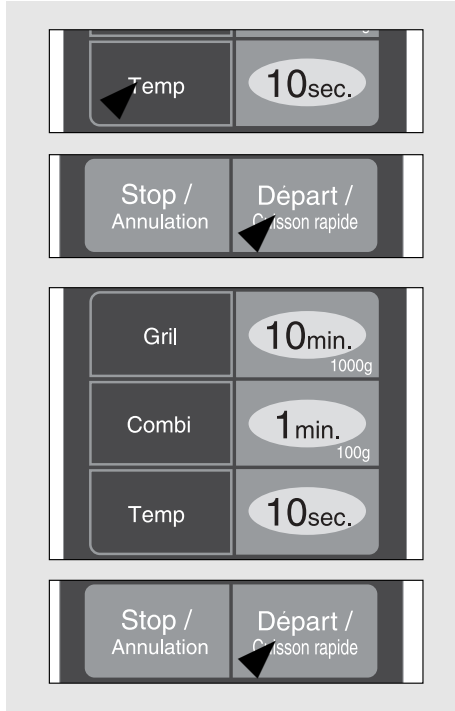 Temp 10sec.
Stop / Départ /
Annulation Cuisson rapide
Gril 10min.
1000g
Combi 1min.
100g
Temp 10sec.
Stop / Départ /
Annulation Cuisson rapide